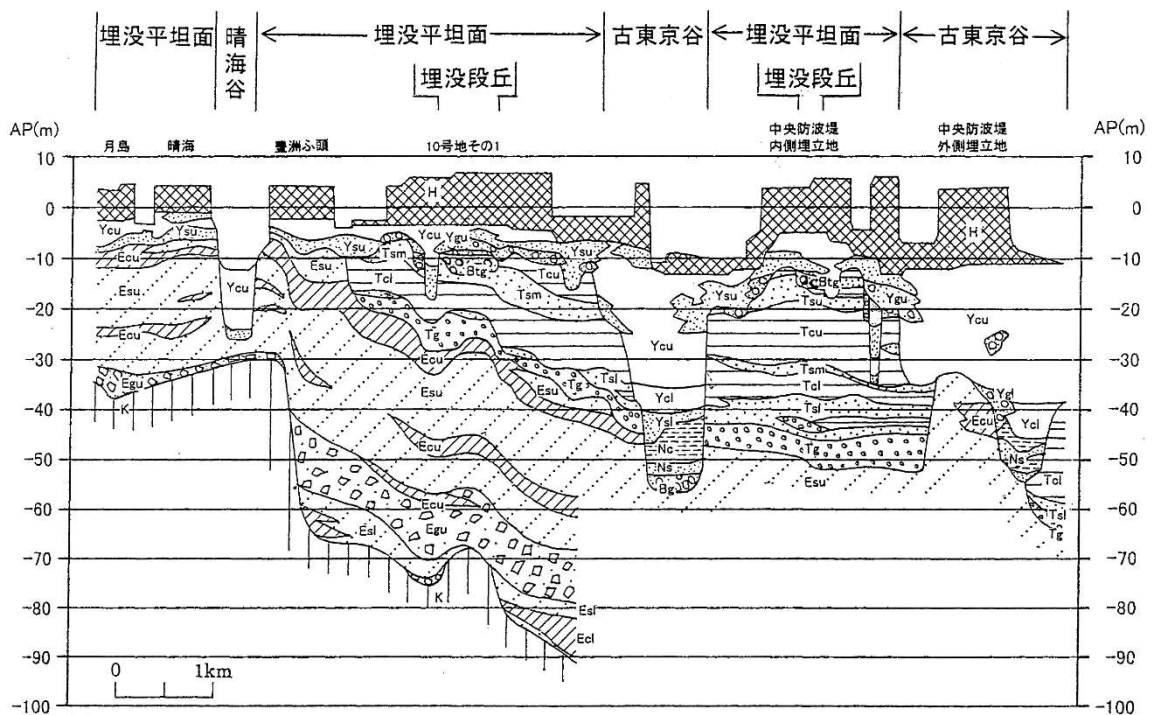 埋没平坦面 晴海谷 埋没平坦面 古東京谷 埋没平坦面 古東京谷
埋没段丘 埋没段丘
AP(m) 月島 晴海 豊洲ふ頭 10号地その1 中央防波堤 内側埋立地 中央防波堤 外側埋立地 AP(m)
10 10
0 H H 0
Ycu Ysu Ycu Ygu Ysu
Ecu Ysu Tsm Btg Tcu Btg
-10 -10
Esu Esu Tcl Tsm Ysu Tsu Ygu
Ycu
-20 -20
Ecu Tg Ycu Tcu Ycu
-30 -30
Egu Ecu Esu Tg Tsl Tsm Tcl
K Esu Ycl Tsl Ygl
-40 -40
Ysl Ecu Ycl
Ecu Nc Tg
-50 -50
Ns Esu Ns
Bg Tcl
-60 Ecu -60
Esl Egu Tsl
Tg
-70 -70
K
-80 Esl -80
Ecl
-90 -90
0 1km
-100 -100